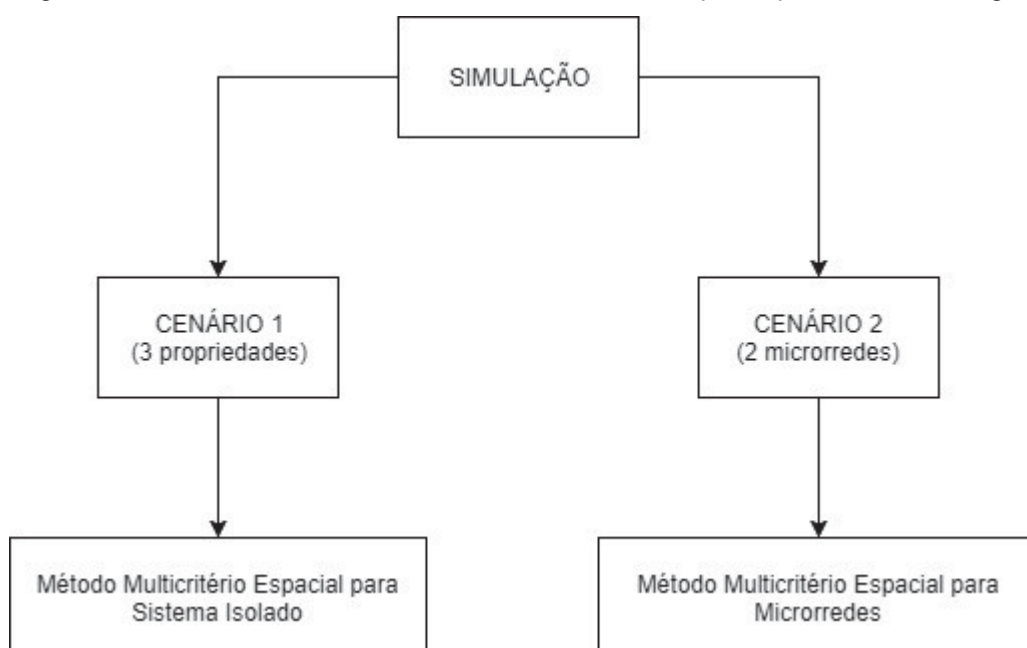 SIMULAÇÃO
CENÁRIO 1
(3 propriedades)
CENÁRIO 2
(2 microrredes)
Método Multicritério Espacial para
Sistema Isolado
Método Multicritério Espacial para
Microrredes